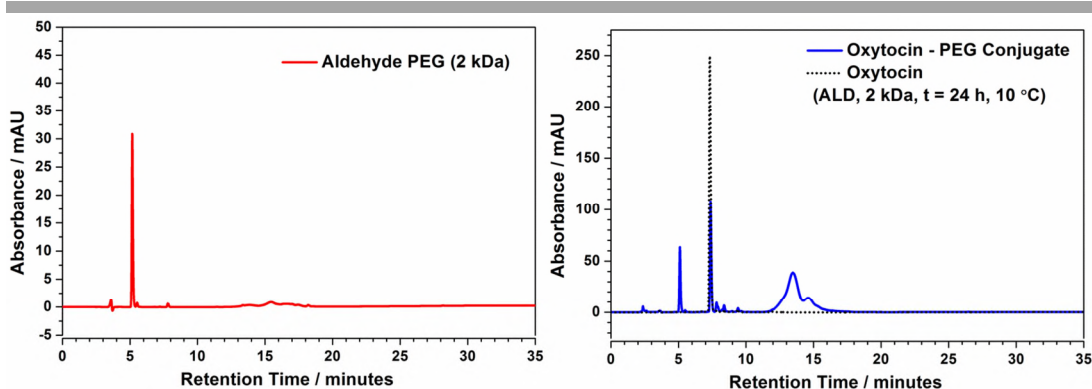 50
45
40
35
30
25
20
15
10
5
0
-5
Absorbance / mAU
Aldehyde PEG (2 kDa)
0 5 10 15 20 25 30 35
Retention Time / minutes
250
200
150
100
50
0
Absorbance / mAU
Oxytocin - PEG Conjugate
Oxytocin
(ALD, 2 kDa, t = 24 h, 10 °C)
0 5 10 15 20 25 30 35
Retention Time / minutes